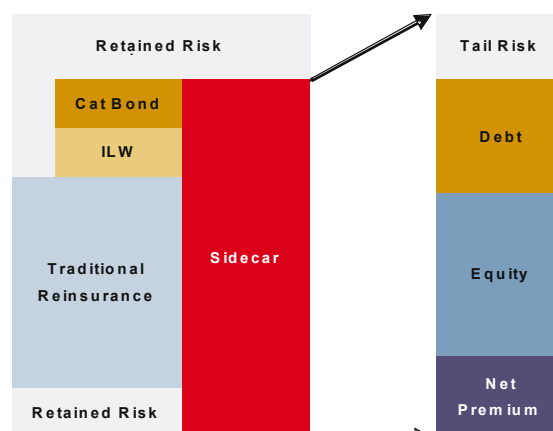 Retained Risk
Cat Bond
ILW
Traditional
Reinsurance
Retained Risk
Sidecar
Tail Risk
Debt
Equity
Net
Premium